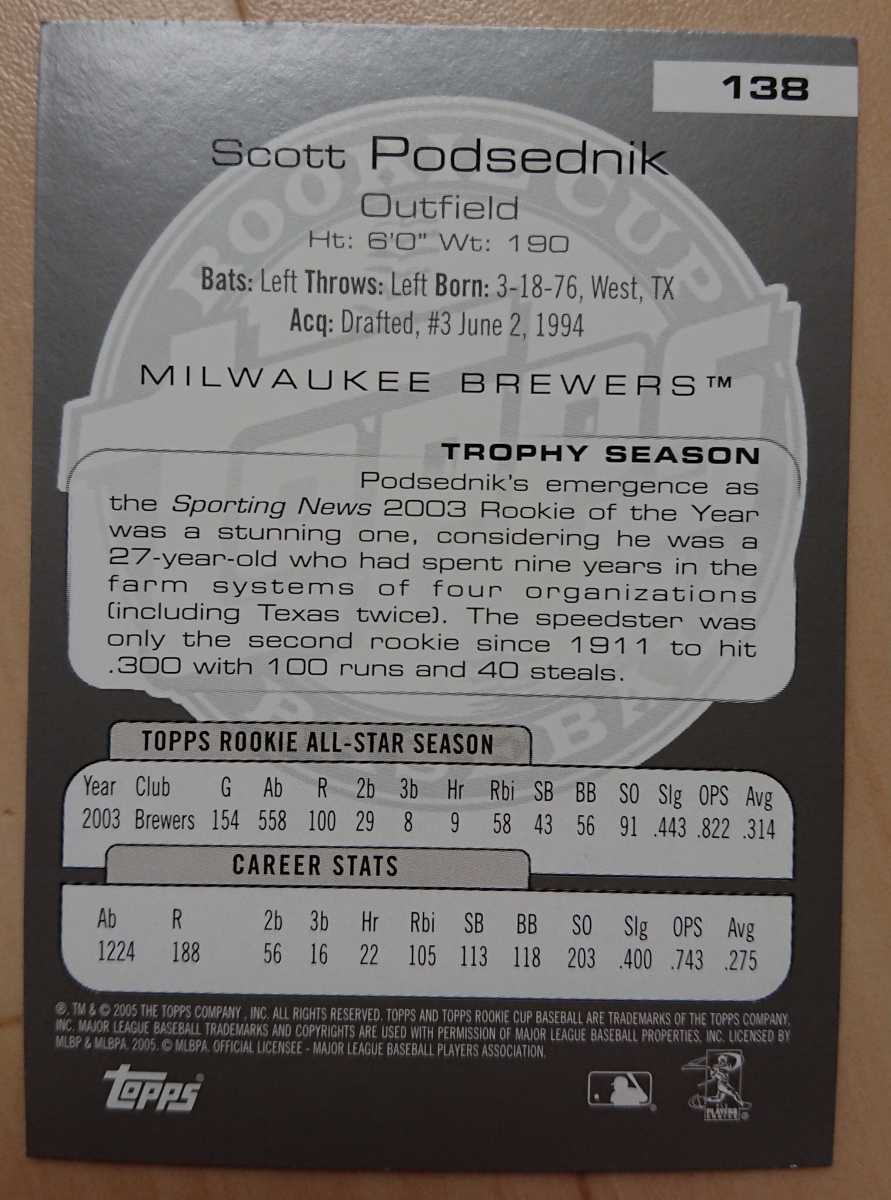 138
Scott Podsednik
Outfield
Ht: 6'0" Wt: 190
Bats: Left Throws: Left Born: 3-18-76, West, TX
Acq: Drafted, #3 June 2, 1994
MILWAUKEE BREWERS™
TROPHY SEASON
Podsednik's emergence as
the Sporting News 2003 Rookie of the Year
was a stunning one, considering he was a
27-year-old who had spent nine years in the
farm systems of four organizations
(including Texas twice). The speedster was
only the second rookie since 1911 to hit
.300 with 100 runs and 40 steals.
TOPPS ROOKIE ALL-STAR SEASON
Year Club G Ab R 2b 3b Hr Rbi SB BB SO Slg OPS Avg
2003 Brewers 154 558 100 29 8 9 58 43 56 91 .443 .822 .314
CAREER STATS
Ab R 2b 3b Hr Rbi SB BB SO Slg OPS Avg
1224 188 56 16 22 105 113 118 203 .400 .743 .275
®, TM & © 2005 THE TOPPS COMPANY, INC. ALL RIGHTS RESERVED. TOPPS AND TOPPS ROOKIE CUP BASEBALL ARE TRADEMARKS OF THE TOPPS COMPANY,
INC. MAJOR LEAGUE BASEBALL TRADEMARKS AND COPYRIGHTS ARE USED WITH PERMISSION OF MAJOR LEAGUE BASEBALL PROPERTIES, INC. LICENSED BY
MLBP & MLBPA. 2005. © MLBPA. OFFICIAL LICENSEE - MAJOR LEAGUE BASEBALL PLAYERS ASSOCIATION.
TOPPS®
ROOKIE CUP